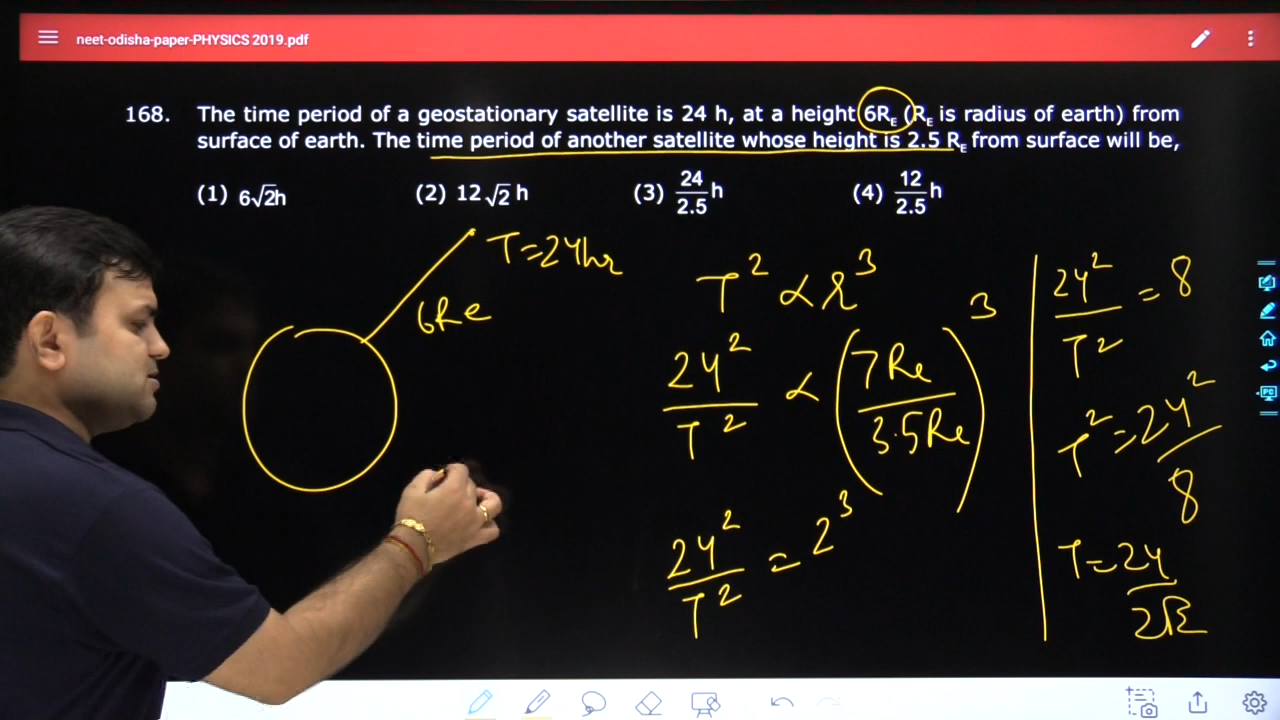 neet-odisha-paper-PHYSICS 2019.pdf
168. The time period of a geostationary satellite is 24 h, at a height 6R_E (R_E is radius of earth) from
surface of earth. The time period of another satellite whose height is 2.5 R_E from surface will be,
(1) 6√2h (2) 12√2 h (3) 24/2.5 h (4) 12/2.5 h
T=24hr
6Re
T² ∝ r³
24²/T² ∝ (7Re/3.5Re)³
24²/T² = 2³
24²/T² = 8
T² = 24²/8
T = 24/2√2
PC